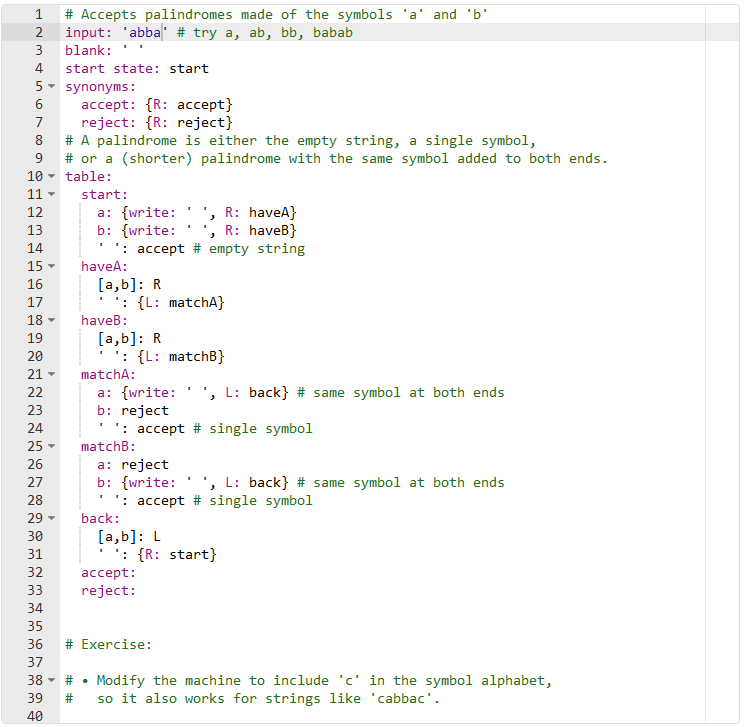 1 # Accepts palindromes made of the symbols 'a' and 'b'
2 input: 'abba' # try a, ab, bb, babab
3 blank: ' '
4 start state: start
5 synonyms:
6   accept: {R: accept}
7   reject: {R: reject}
8 # A palindrome is either the empty string, a single symbol,
9 # or a (shorter) palindrome with the same symbol added to both ends.
10 table:
11   start:
12     a: {write: ' ', R: haveA}
13     b: {write: ' ', R: haveB}
14     ' ': accept # empty string
15   haveA:
16     [a,b]: R
17     ' ': {L: matchA}
18   haveB:
19     [a,b]: R
20     ' ': {L: matchB}
21   matchA:
22     a: {write: ' ', L: back} # same symbol at both ends
23     b: reject
24     ' ': accept # single symbol
25   matchB:
26     a: reject
27     b: {write: ' ', L: back} # same symbol at both ends
28     ' ': accept # single symbol
29   back:
30     [a,b]: L
31     ' ': {R: start}
32   accept:
33   reject:
34
35
36 # Exercise:
37
38 # • Modify the machine to include 'c' in the symbol alphabet,
39 #   so it also works for strings like 'cabbac'.
40